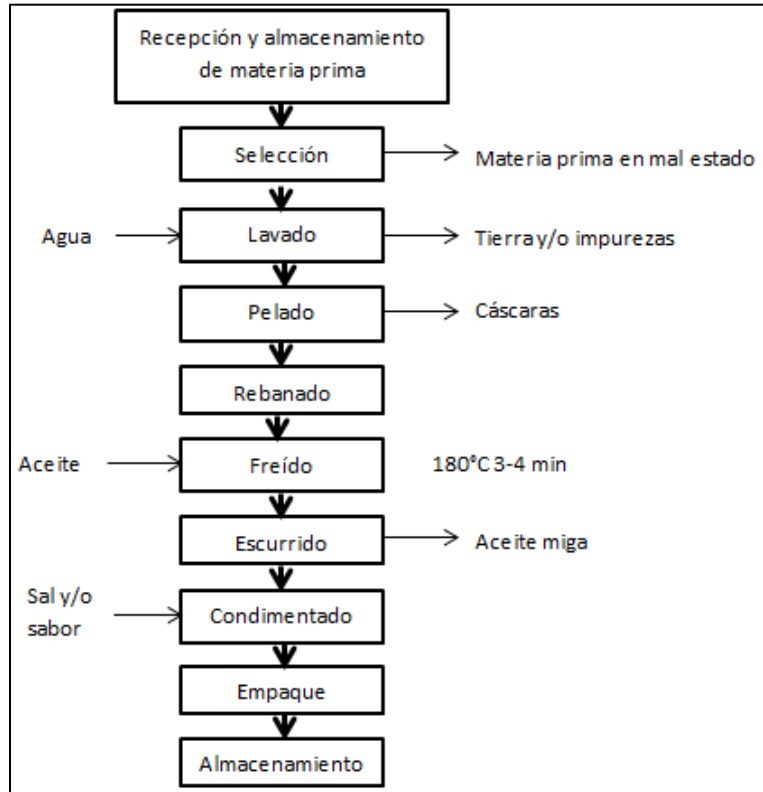 Recepción y almacenamiento
de materia prima
Selección
Materia prima en mal estado
Agua
Lavado
Tierra y/o impurezas
Pelado
Cáscaras
Rebanado
Aceite
Freído
180°C 3-4 min
Escurrido
Aceite miga
Sal y/o
sabor
Condimentado
Empaque
Almacenamiento